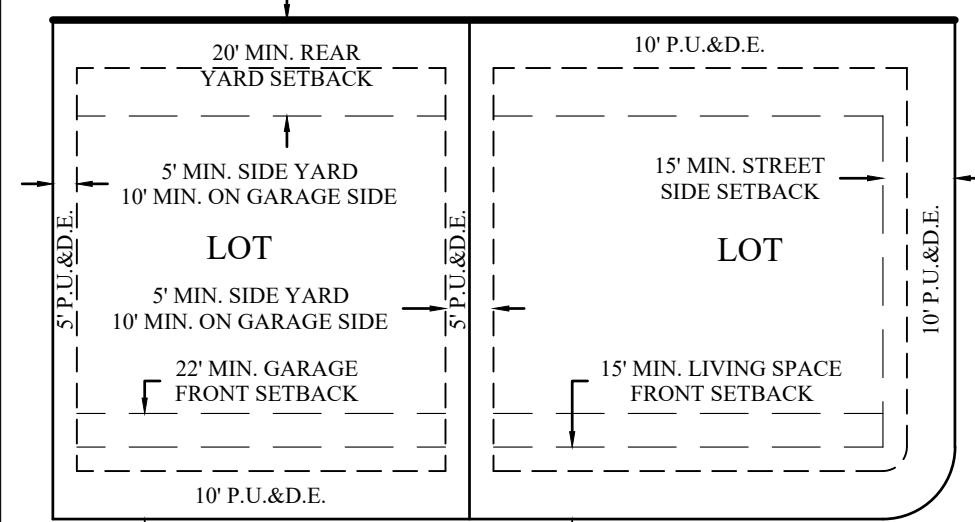 20' MIN. REAR
YARD SETBACK
10' P.U.&D.E.
5' MIN. SIDE YARD
10' MIN. ON GARAGE SIDE
15' MIN. STREET
SIDE SETBACK
5' P.U.&D.E.
LOT
5' P.U.&D.E.
LOT
10' P.U.&D.E.
5' MIN. SIDE YARD
10' MIN. ON GARAGE SIDE
22' MIN. GARAGE
FRONT SETBACK
15' MIN. LIVING SPACE
FRONT SETBACK
10' P.U.&D.E.